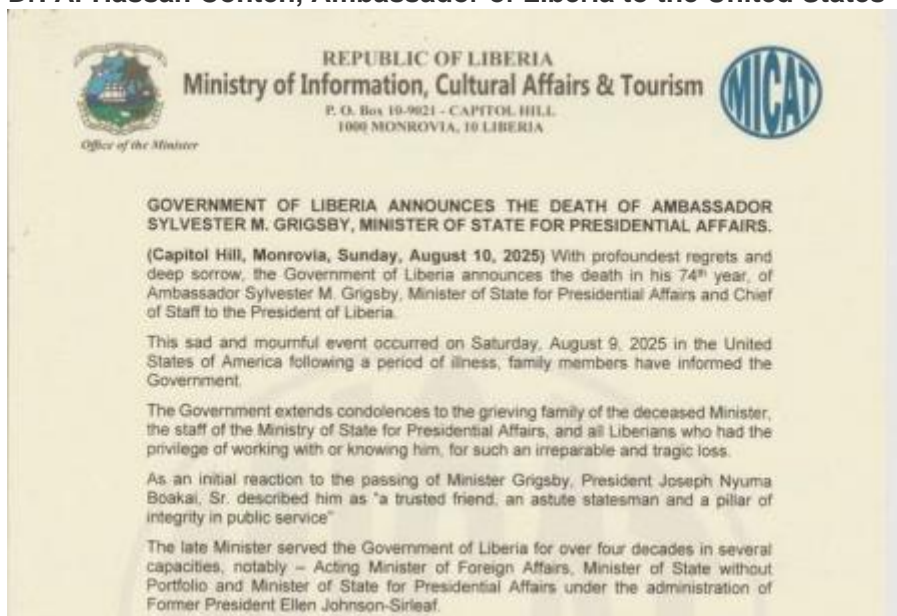 REPUBLIC OF LIBERIA
Ministry of Information, Cultural Affairs & Tourism
P. O. Box 10-9021 - CAPITOL HILL
1000 MONROVIA, 10 LIBERIA
Office of the Minister
MICAT
GOVERNMENT OF LIBERIA ANNOUNCES THE DEATH OF AMBASSADOR
SYLVESTER M. GRIGSBY, MINISTER OF STATE FOR PRESIDENTIAL AFFAIRS.
(Capitol Hill, Monrovia, Sunday, August 10, 2025) With profoundest regrets and
deep sorrow, the Government of Liberia announces the death in his 74th year, of
Ambassador Sylvester M. Grigsby, Minister of State for Presidential Affairs and Chief
of Staff to the President of Liberia.
This sad and mournful event occurred on Saturday, August 9, 2025 in the United
States of America following a period of illness, family members have informed the
Government.
The Government extends condolences to the grieving family of the deceased Minister,
the staff of the Ministry of State for Presidential Affairs, and all Liberians who had the
privilege of working with or knowing him, for such an irreparable and tragic loss.
As an initial reaction to the passing of Minister Grigsby, President Joseph Nyuma
Boakai, Sr. described him as "a trusted friend, an astute statesman and a pillar of
integrity in public service"
The late Minister served the Government of Liberia for over four decades in several
capacities, notably – Acting Minister of Foreign Affairs, Minister of State without
Portfolio and Minister of State for Presidential Affairs under the administration of
Former President Ellen Johnson-Sirleaf.